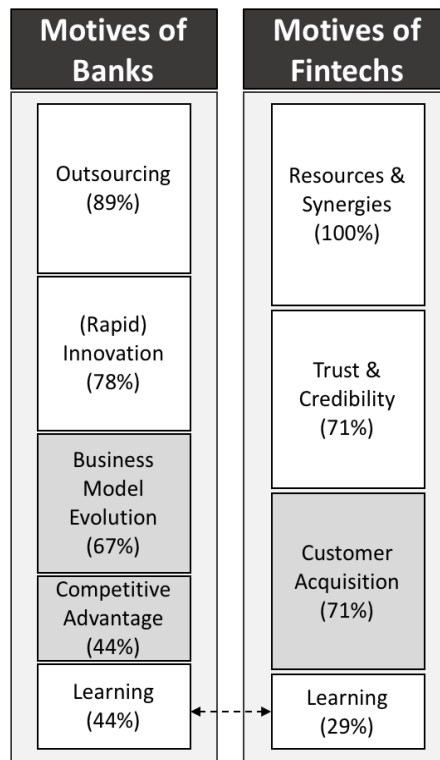 Motives of
Banks
Outsourcing
(89%)
(Rapid)
Innovation
(78%)
Business
Model
Evolution
(67%)
Competitive
Advantage
(44%)
Learning
(44%)
Motives of
Fintechs
Resources &
Synergies
(100%)
Trust &
Credibility
(71%)
Customer
Acquisition
(71%)
Learning
(29%)